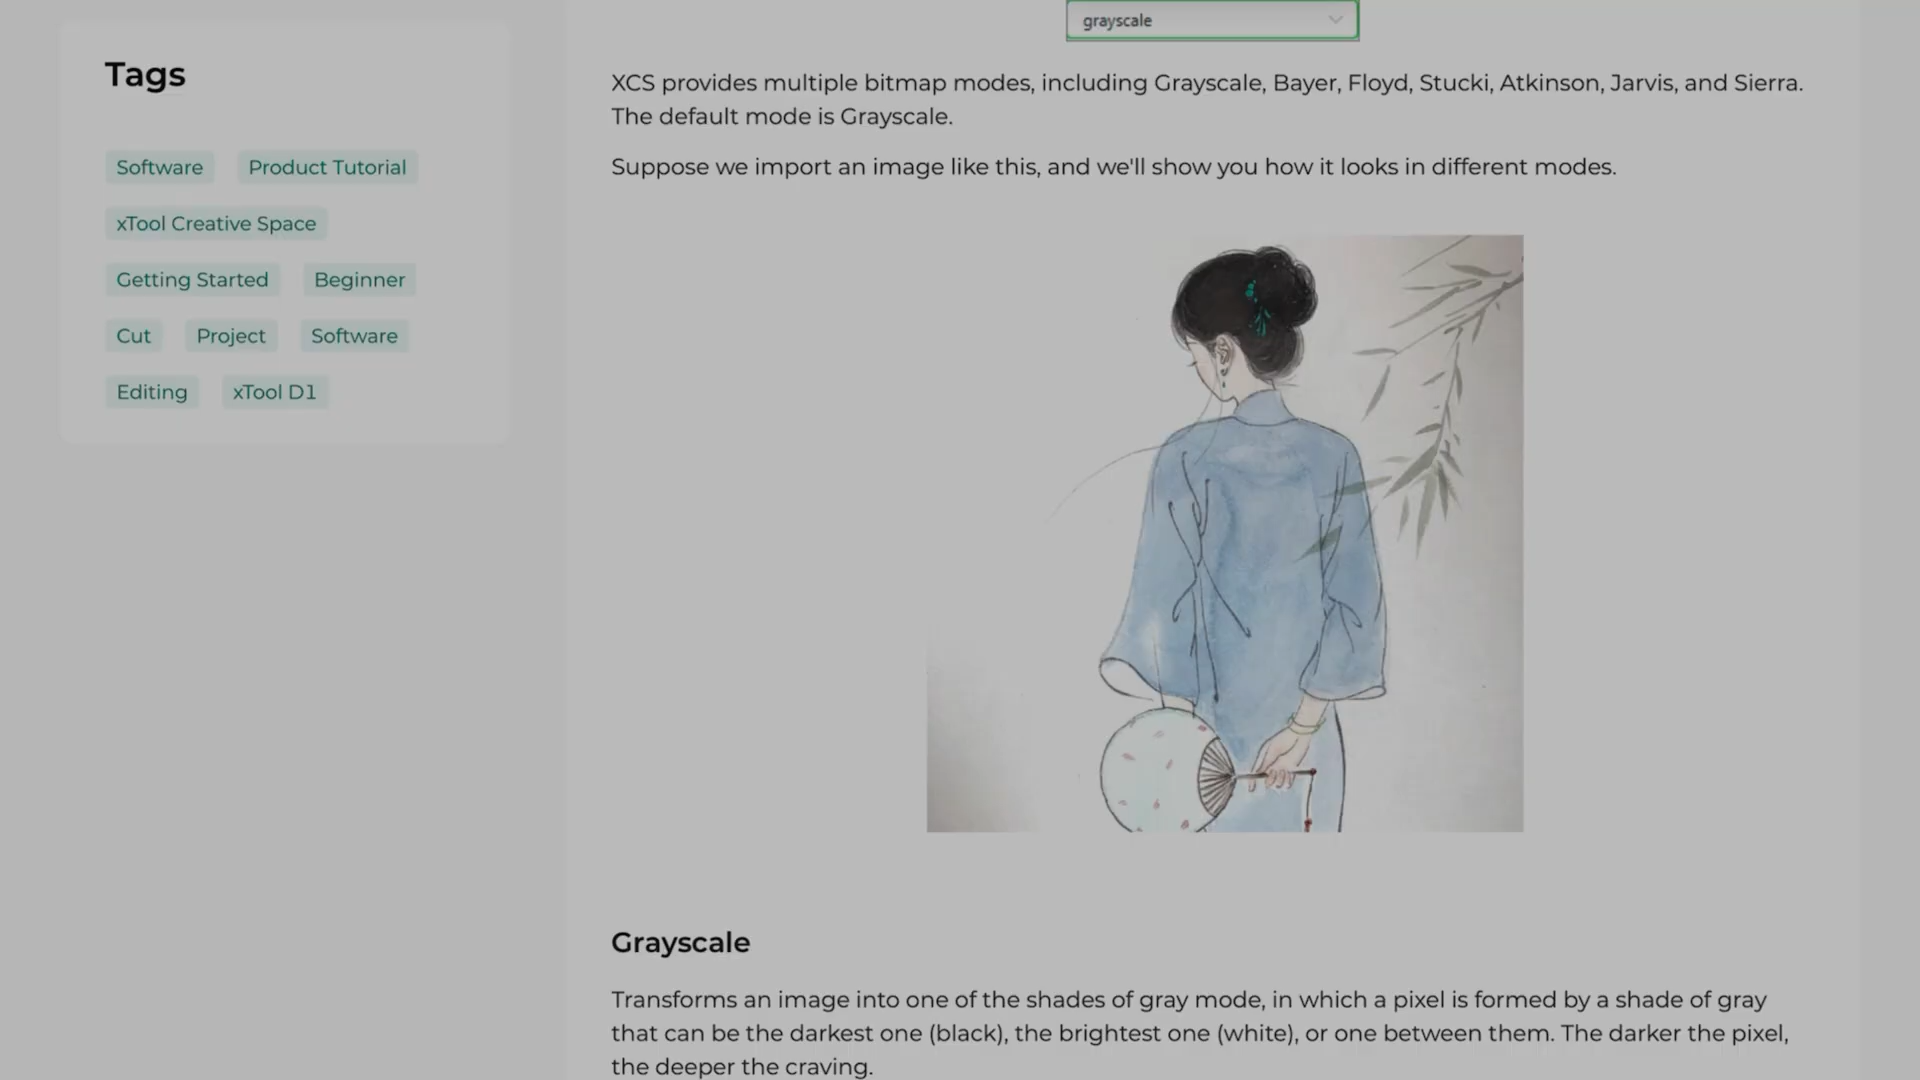 Tags
Software Product Tutorial
xTool Creative Space
Getting Started Beginner
Cut Project Software
Editing xTool D1
grayscale
XCS provides multiple bitmap modes, including Grayscale, Bayer, Floyd, Stucki, Atkinson, Jarvis, and Sierra.
The default mode is Grayscale.
Suppose we import an image like this, and we'll show you how it looks in different modes.
Grayscale
Transforms an image into one of the shades of gray mode, in which a pixel is formed by a shade of gray
that can be the darkest one (black), the brightest one (white), or one between them. The darker the pixel,
the deeper the craving.